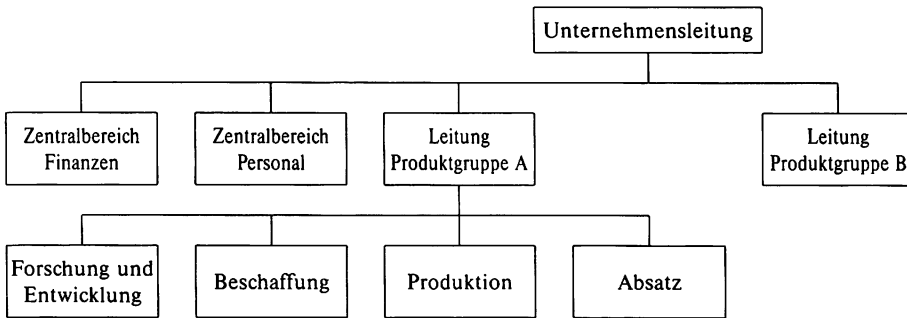 Unternehmensleitung
Zentralbereich
Finanzen
Zentralbereich
Personal
Leitung
Produktgruppe A
Leitung
Produktgruppe B
Forschung und
Entwicklung
Beschaffung
Produktion
Absatz